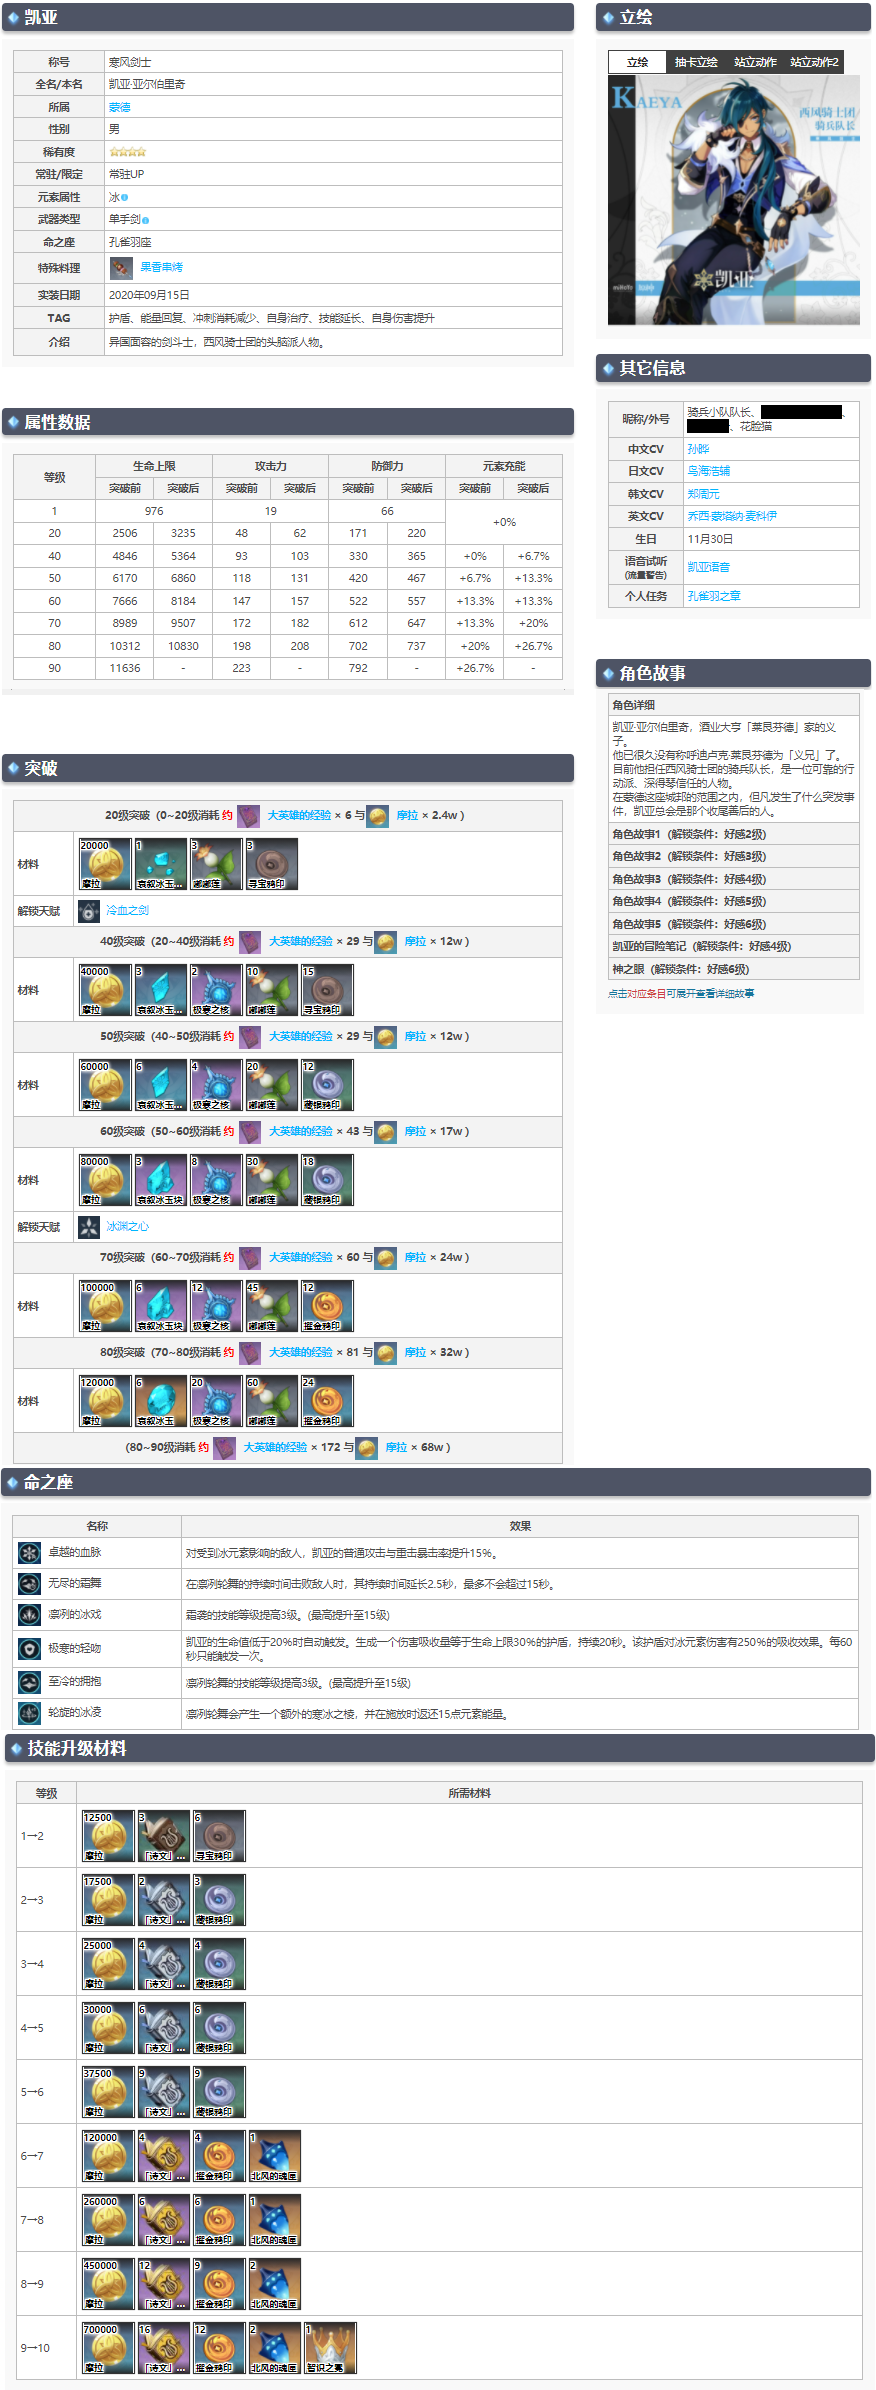 凯亚
称号 寒风剑士
全名/本名 凯亚·亚尔伯里奇
所属 蒙德
性别 男
稀有度
常驻/限定 常驻UP
元素属性 冰
武器类型 单手剑
命之座 孔雀羽座
特殊料理 果香串烤
实装日期 2020年09月15日
TAG 护盾、能量回复、冲刺消耗减少、自身治疗、技能延长、自身伤害提升
介绍 异国面容的剑斗士，西风骑士团的头脑派人物。
立绘
立绘 抽卡立绘 站立动作 站立动作2
KAEYA
西风骑士团
骑兵队长
凯亚
miHoYo
其它信息
昵称/外号 骑兵小队队长、
、
、花脸猫
中文CV 孙晔
日文CV 鸟海浩辅
韩文CV 郑周元
英文CV 乔西·蒙塔纳·麦科伊
生日 11月30日
语音试听
(流量警告) 凯亚语音
个人任务 孔雀羽之章
属性数据
等级 生命上限 攻击力 防御力 元素充能
突破前 突破后 突破前 突破后 突破前 突破后 突破前 突破后
1 976 19 66 +0%
20 2506 3235 48 62 171 220
40 4846 5364 93 103 330 365 +0% +6.7%
50 6170 6860 118 131 420 467 +6.7% +13.3%
60 7666 8184 147 157 522 557 +13.3% +13.3%
70 8989 9507 172 182 612 647 +13.3% +20%
80 10312 10830 198 208 702 737 +20% +26.7%
90 11636 - 223 - 792 - +26.7% -
角色故事
角色详细
凯亚·亚尔伯里奇，酒业大亨「莱艮芬德」家的义
子。
他已很久没有称呼迪卢克·莱艮芬德为「义兄」了。
目前他担任西风骑士团的骑兵队长，是一位可靠的行
动派、深得琴信任的人物。
在蒙德这座城邦的范围之内，但凡发生了什么突发事
件，凯亚总会是那个收尾善后的人。
角色故事1（解锁条件：好感2级)
角色故事2（解锁条件：好感3级)
角色故事3（解锁条件：好感4级)
角色故事4（解锁条件：好感5级)
角色故事5（解锁条件：好感6级)
凯亚的冒险笔记（解锁条件：好感4级)
神之眼（解锁条件：好感6级)
点击对应条目可展开查看详细故事
突破
20级突破（0~20级消耗 约 大英雄的经验 × 6 与 摩拉 × 2.4w )
材料
20000 1 3 3
摩拉 哀叙冰玉... 嘟嘟莲 寻宝鸦印
解锁天赋 冷血之剑
40级突破（20~40级消耗 约 大英雄的经验 × 29 与 摩拉 × 12w )
材料
40000 3 2 10 15
摩拉 哀叙冰玉... 极寒之核 嘟嘟莲 寻宝鸦印
50级突破（40~50级消耗 约 大英雄的经验 × 29 与 摩拉 × 12w )
材料
60000 6 4 20 12
摩拉 哀叙冰玉... 极寒之核 嘟嘟莲 藏银鸦印
60级突破（50~60级消耗 约 大英雄的经验 × 43 与 摩拉 × 17w )
材料
80000 3 8 30 18
摩拉 哀叙冰玉块 极寒之核 嘟嘟莲 藏银鸦印
解锁天赋 冰渊之心
70级突破（60~70级消耗 约 大英雄的经验 × 60 与 摩拉 × 24w )
材料
100000 6 12 45 12
摩拉 哀叙冰玉块 极寒之核 嘟嘟莲 攫金鸦印
80级突破（70~80级消耗 约 大英雄的经验 × 81 与 摩拉 × 32w )
材料
120000 6 20 60 24
摩拉 哀叙冰玉 极寒之核 嘟嘟莲 攫金鸦印
(80~90级消耗 约 大英雄的经验 × 172 与 摩拉 × 68w )
命之座
名称 效果
卓越的血脉 对受到冰元素影响的敌人，凯亚的普通攻击与重击暴击率提升15%。
无尽的霜舞 在凛冽轮舞的持续时间击败敌人时，其持续时间延长2.5秒，最多不会超过15秒。
凛冽的冰戏 霜袭的技能等级提高3级。(最高提升至15级)
极寒的轻吻 凯亚的生命值低于20%时自动触发。生成一个伤害吸收量等于生命上限30%的护盾，持续20秒。该护盾对冰元素伤害有250%的吸收效果。每60
秒只能触发一次。
至冷的拥抱 凛冽轮舞的技能等级提高3级。(最高提升至15级)
轮旋的冰凌 凛冽轮舞会产生一个额外的寒冰之棱，并在施放时返还15点元素能量。
技能升级材料
等级 所需材料
1→2
12500 3 6
摩拉 「诗文」... 寻宝鸦印
2→3
17500 2 3
摩拉 「诗文」... 藏银鸦印
3→4
25000 4 4
摩拉 「诗文」... 藏银鸦印
4→5
30000 6 6
摩拉 「诗文」... 藏银鸦印
5→6
37500 9 9
摩拉 「诗文」... 藏银鸦印
6→7
120000 4 4 1
摩拉 「诗文」... 攫金鸦印 北风的魂匣
7→8
260000 6 6 1
摩拉 「诗文」... 攫金鸦印 北风的魂匣
8→9
450000 12 9 2
摩拉 「诗文」... 攫金鸦印 北风的魂匣
9→10
700000 16 12 2 1
摩拉 「诗文」... 攫金鸦印 北风的魂匣 智识之冕